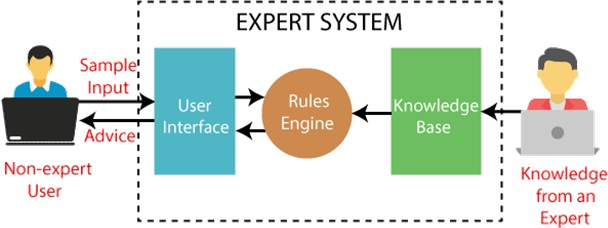 EXPERT SYSTEM
Sample
Input
Advice
Non-expert
User
User
Interface
Rules
Engine
Knowledge
Base
Knowledge
from an
Expert